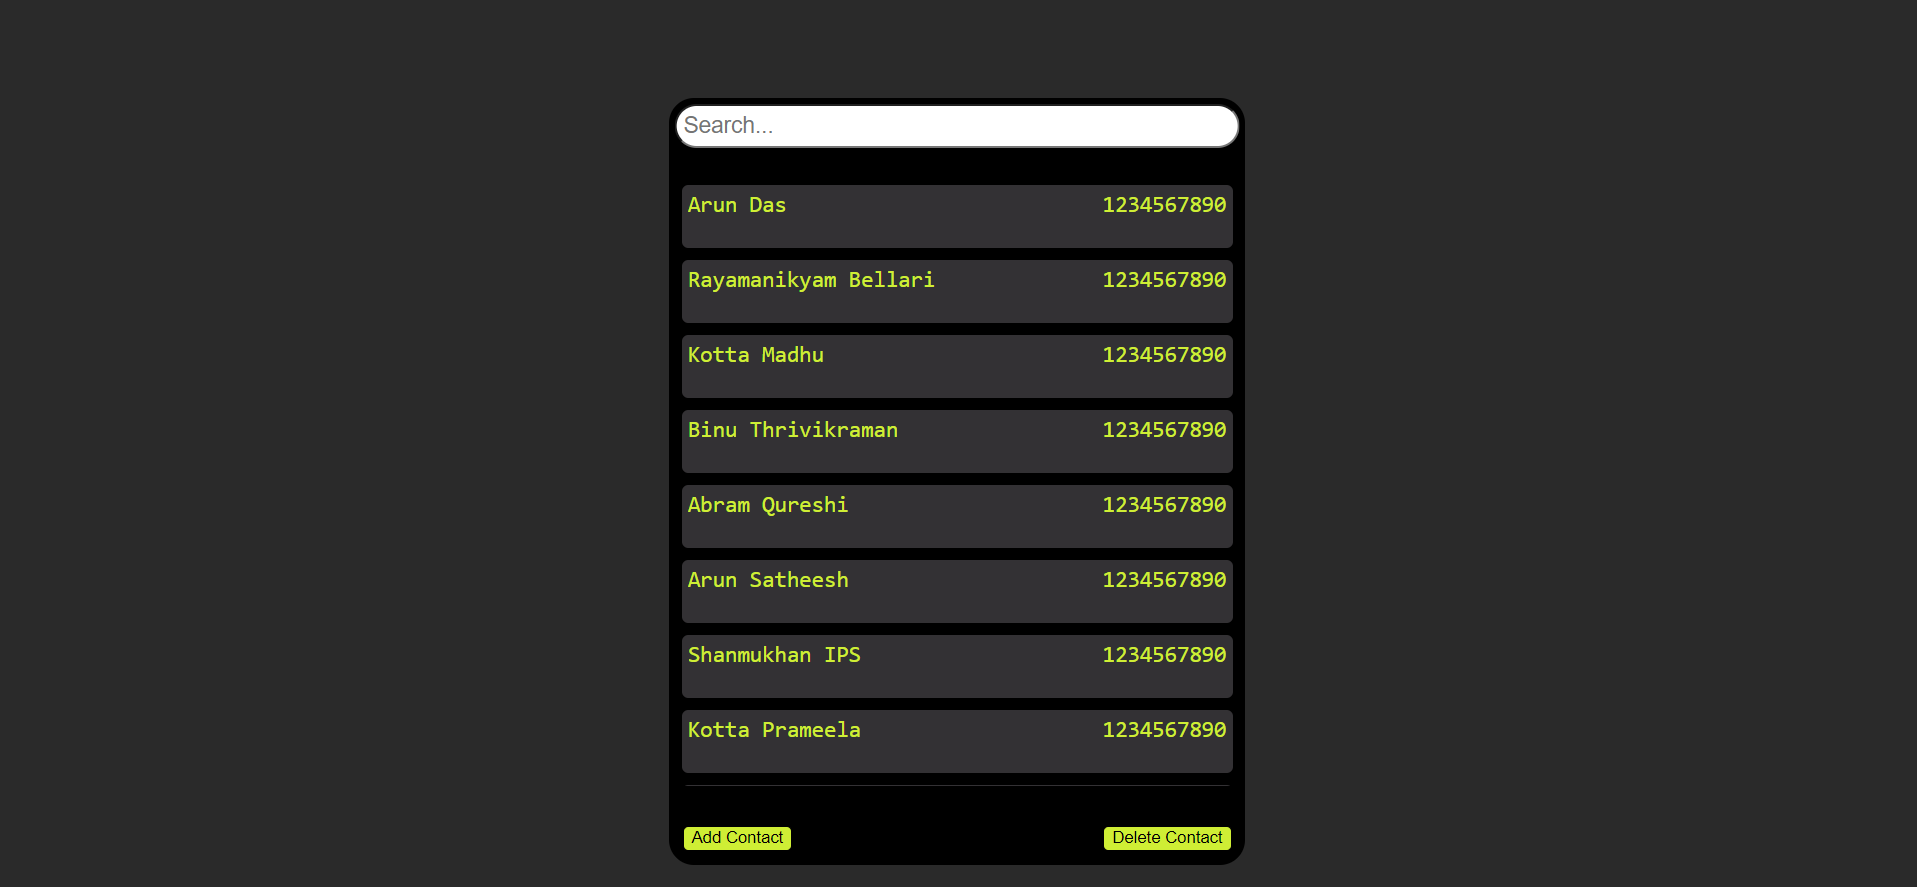 Search...
Arun Das 1234567890
Rayamanikyam Bellari 1234567890
Kotta Madhu 1234567890
Binu Thrivikraman 1234567890
Abram Qureshi 1234567890
Arun Satheesh 1234567890
Shanmukhan IPS 1234567890
Kotta Prameela 1234567890
Add Contact Delete Contact